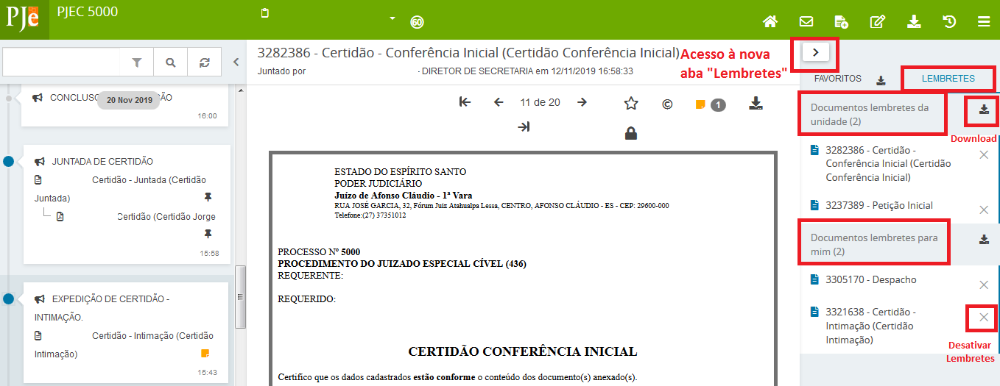 PJe
PJEC 5000
60
3282386 - Certidão - Conferência Inicial (Certidão Conferência Inicial)
Juntado por - DIRETOR DE SECRETARIA em 12/11/2019 16:58:33
Acesso à nova
aba "Lembretes"
FAVORITOS
LEMBRETES
CONCLUSO
ÃO
20 Nov 2019
16:00
JUNTADA DE CERTIDÃO
Certidão - Juntada (Certidão
Juntada)
Certidão (Certidão Jorge
15:58
EXPEDIÇÃO DE CERTIDÃO -
INTIMAÇÃO.
Certidão - Intimação (Certidão
Intimação)
15:43
11 de 20
©
1
ESTADO DO ESPÍRITO SANTO
PODER JUDICIÁRIO
Juízo de Afonso Cláudio - 1ª Vara
RUA JOSÉ GARCIA, 32, Fórum Juiz Atahualpa Lessa, CENTRO, AFONSO CLÁUDIO - ES - CEP: 29600-000
Telefone:(27) 37351012
PROCESSO Nº 5000
PROCEDIMENTO DO JUIZADO ESPECIAL CÍVEL (436)
REQUERENTE:
REQUERIDO:
CERTIDÃO CONFERÊNCIA INICIAL
Certifico que os dados cadastrados estão conforme o conteúdo dos documento(s) anexado(s).
Documentos lembretes da
unidade (2)
Download
3282386 - Certidão -
Conferência Inicial (Certidão
Conferência Inicial)
3237389 - Petição Inicial
Documentos lembretes para
mim (2)
3305170 - Despacho
3321638 - Certidão -
Intimação (Certidão
Intimação)
Desativar
Lembretes